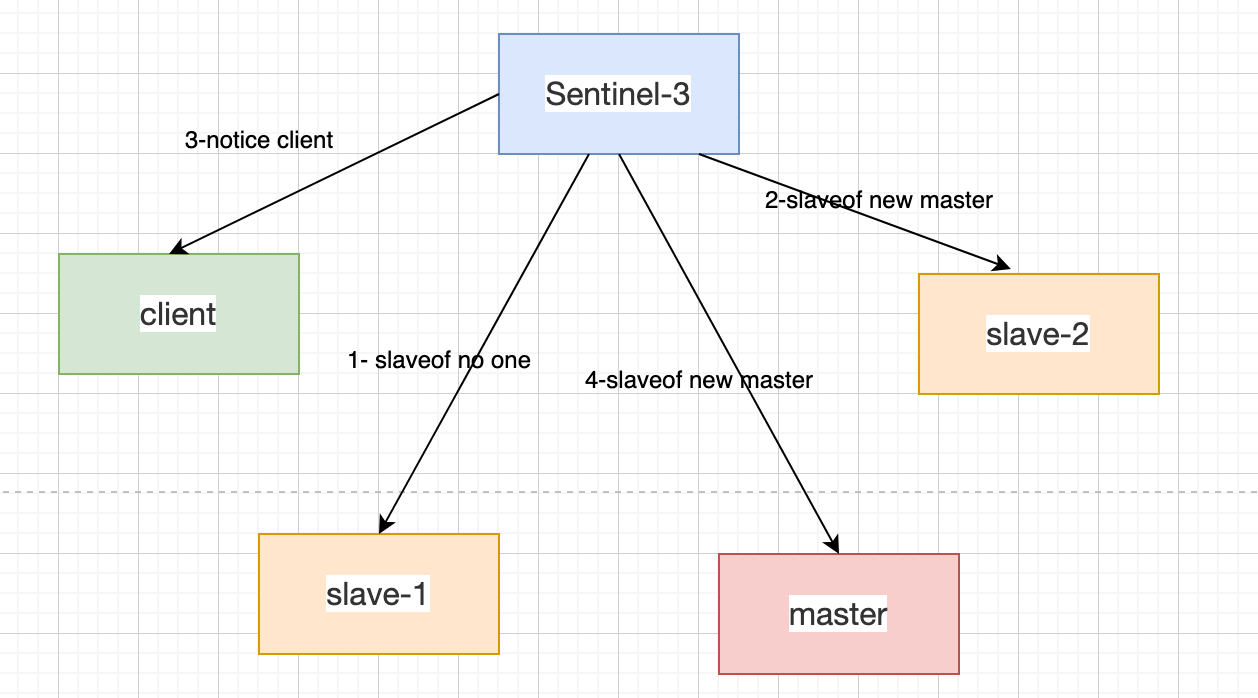 Sentinel-3
3-notice client
2-slaveof new master
client
slave-2
1- slaveof no one
4-slaveof new master
slave-1
master